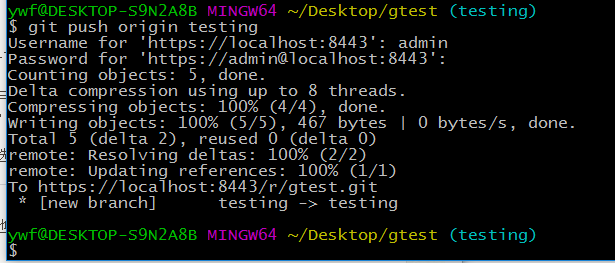 ywf@DESKTOP-S9N2A8B MINGW64 ~/Desktop/gtest (testing)
$ git push origin testing
Username for 'https://localhost:8443': admin
Password for 'https://admin@localhost:8443':
Counting objects: 5, done.
Delta compression using up to 8 threads.
Compressing objects: 100% (4/4), done.
Writing objects: 100% (5/5), 467 bytes | 0 bytes/s, done.
Total 5 (delta 2), reused 0 (delta 0)
remote: Resolving deltas: 100% (2/2)
remote: Updating references: 100% (1/1)
To https://localhost:8443/r/gtest.git
 * [new branch]      testing -> testing
ywf@DESKTOP-S9N2A8B MINGW64 ~/Desktop/gtest (testing)
$